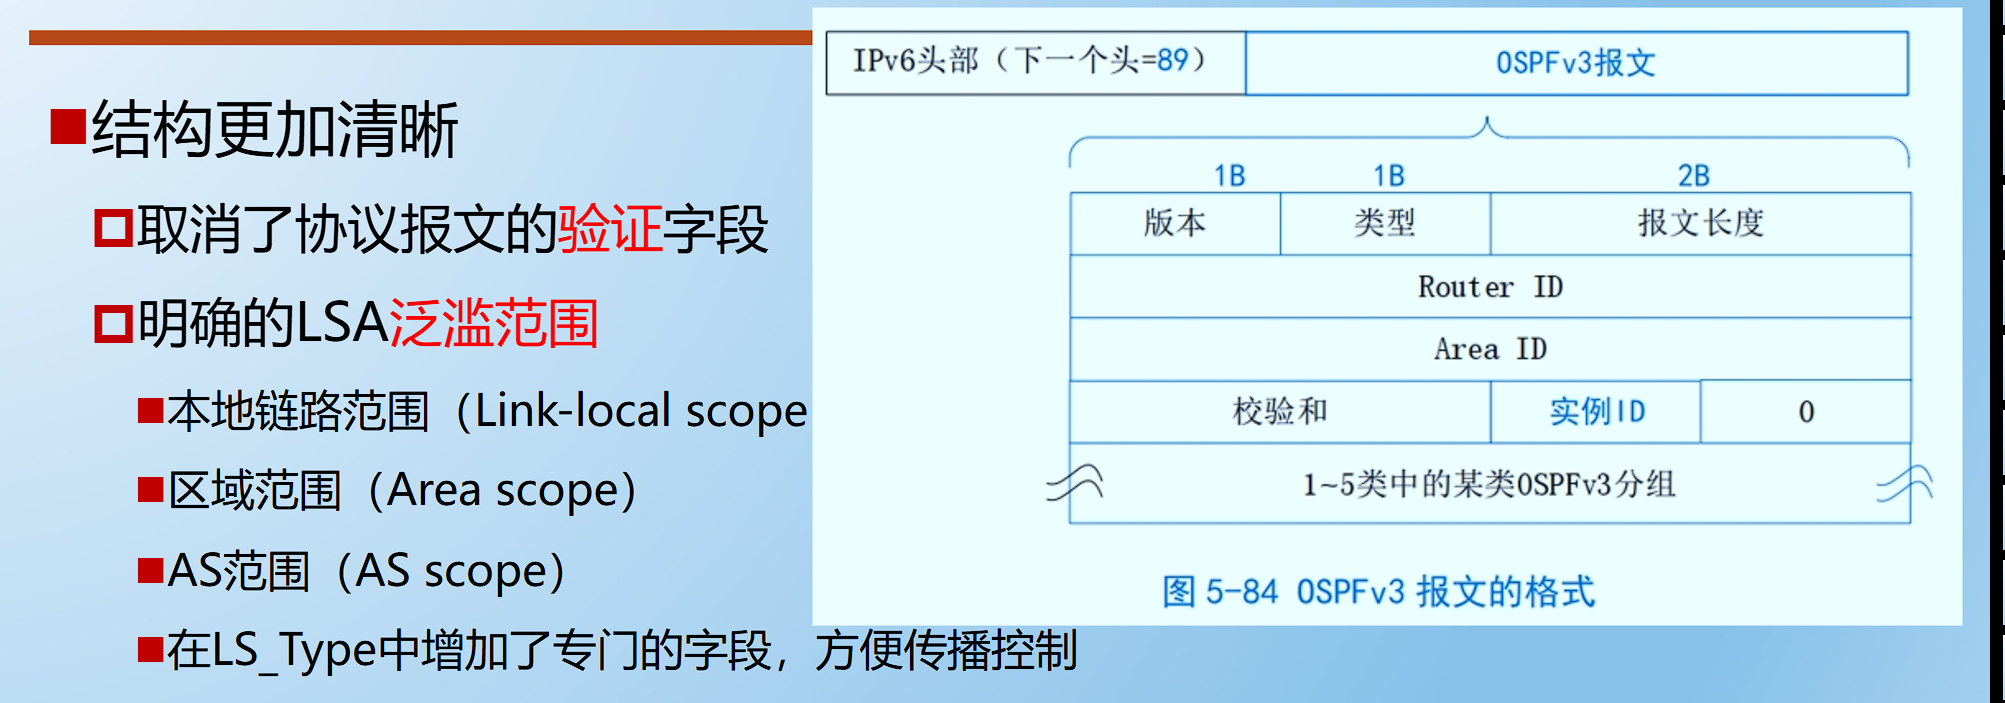 结构更加清晰
取消了协议报文的验证字段
明确的LSA泛滥范围
本地链路范围（Link-local scope
区域范围（Area scope）
AS范围（AS scope）
在LS_Type中增加了专门的字段，方便传播控制
IPv6头部（下一个头=89） OSPFv3报文
1B 1B 2B
版本 类型 报文长度
Router ID
Area ID
校验和 实例ID 0
1~5类中的某类OSPFv3分组
图 5-84 OSPFv3 报文的格式